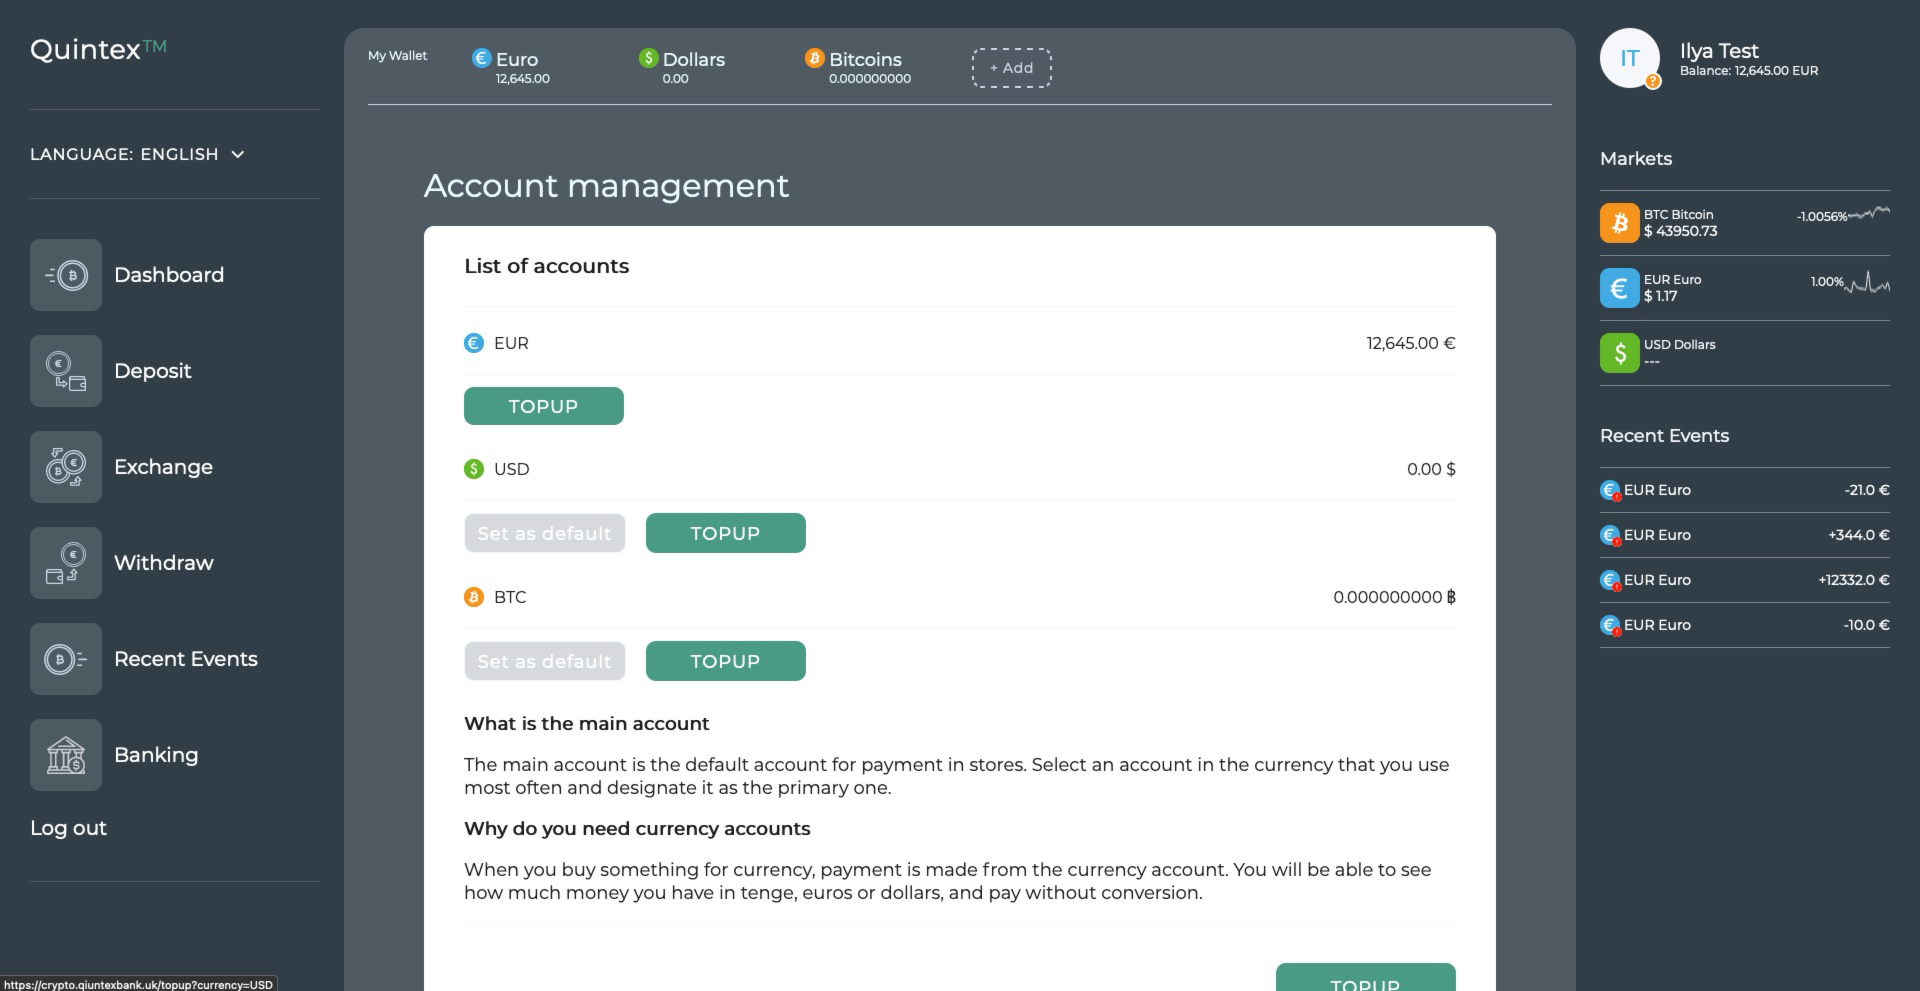 Quintex™
LANGUAGE: ENGLISH
Dashboard
Deposit
Exchange
Withdraw
Recent Events
Banking
Log out
My Wallet
Euro
12,645.00
Dollars
0.00
Bitcoins
0.000000000
+ Add
Account management
List of accounts
EUR
12,645.00 €
TOPUP
USD
0.00 $
Set as default
TOPUP
BTC
0.000000000 ฿
Set as default
TOPUP
What is the main account
The main account is the default account for payment in stores. Select an account in the currency that you use
most often and designate it as the primary one.
Why do you need currency accounts
When you buy something for currency, payment is made from the currency account. You will be able to see
how much money you have in tenge, euros or dollars, and pay without conversion.
TOPUP
IT
?
Ilya Test
Balance: 12,645.00 EUR
Markets
BTC Bitcoin
$ 43950.73
-1.0056%
EUR Euro
$ 1.17
1.00%
USD Dollars
---
Recent Events
EUR Euro
-21.0 €
EUR Euro
+344.0 €
EUR Euro
+12332.0 €
EUR Euro
-10.0 €
https://crypto.qiuntexbank.uk/topup?currency=USD